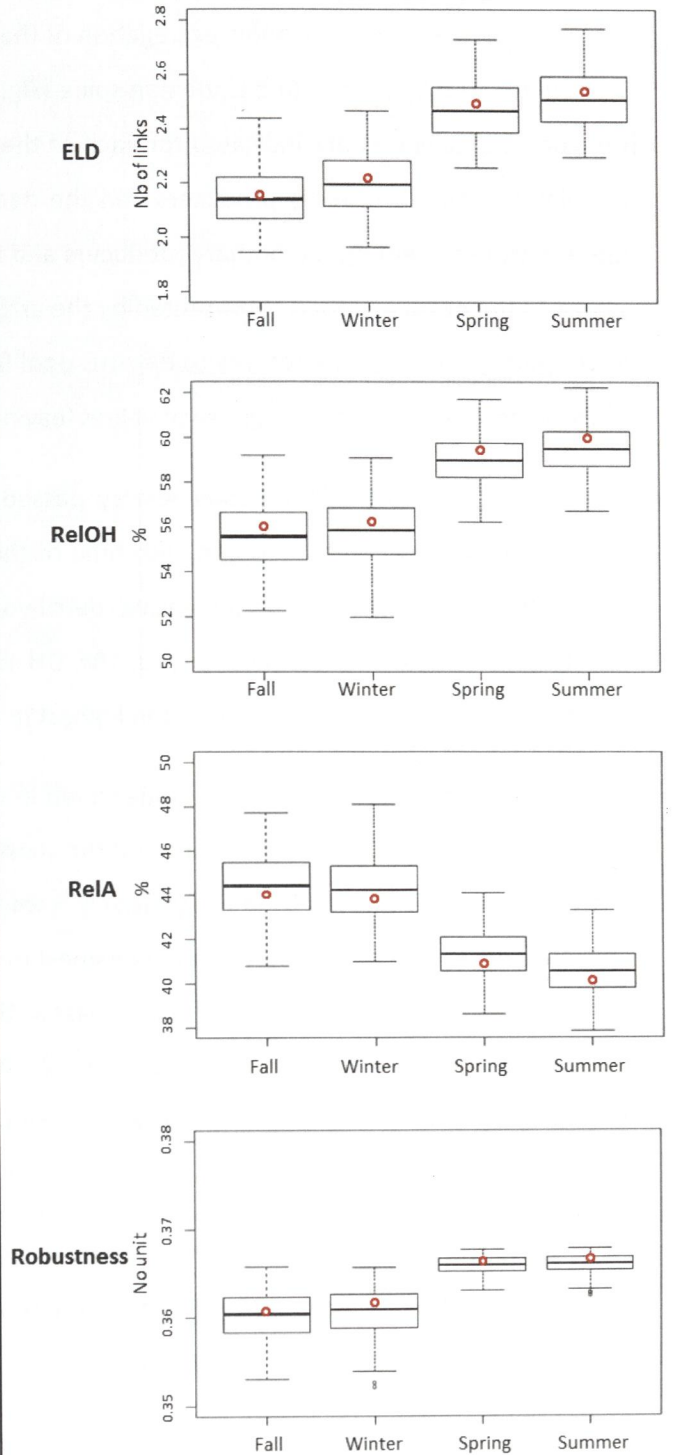 2.8
2.6
2.4
2.2
2.0
1.8
ELD
Nb of links
Fall Winter Spring Summer
62
60
58
56
54
52
50
RelOH %
Fall Winter Spring Summer
50
48
46
44
42
40
38
RelA %
Fall Winter Spring Summer
0.38
0.37
0.36
0.35
Robustness
No unit
Fall Winter Spring Summer